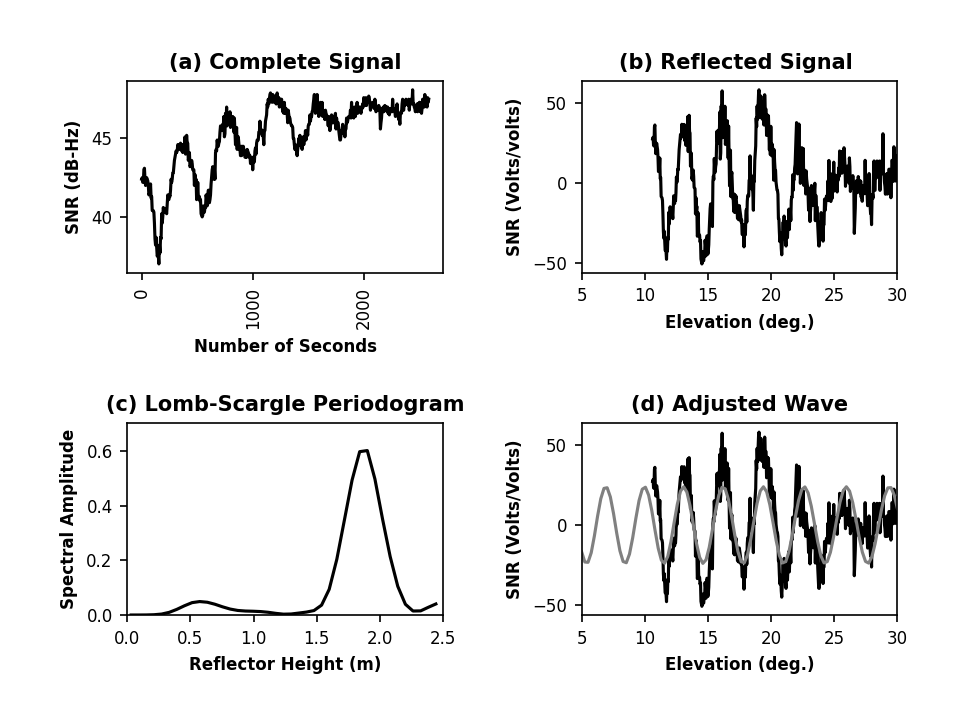 (a) Complete Signal
SNR (dB-Hz)
45
40
0
1000
2000
Number of Seconds
(b) Reflected Signal
SNR (Volts/volts)
50
0
−50
5 10 15 20 25 30
Elevation (deg.)
(c) Lomb-Scargle Periodogram
Spectral Amplitude
0.6
0.4
0.2
0.0
0.0 0.5 1.0 1.5 2.0 2.5
Reflector Height (m)
(d) Adjusted Wave
SNR (Volts/Volts)
50
0
−50
5 10 15 20 25 30
Elevation (deg.)